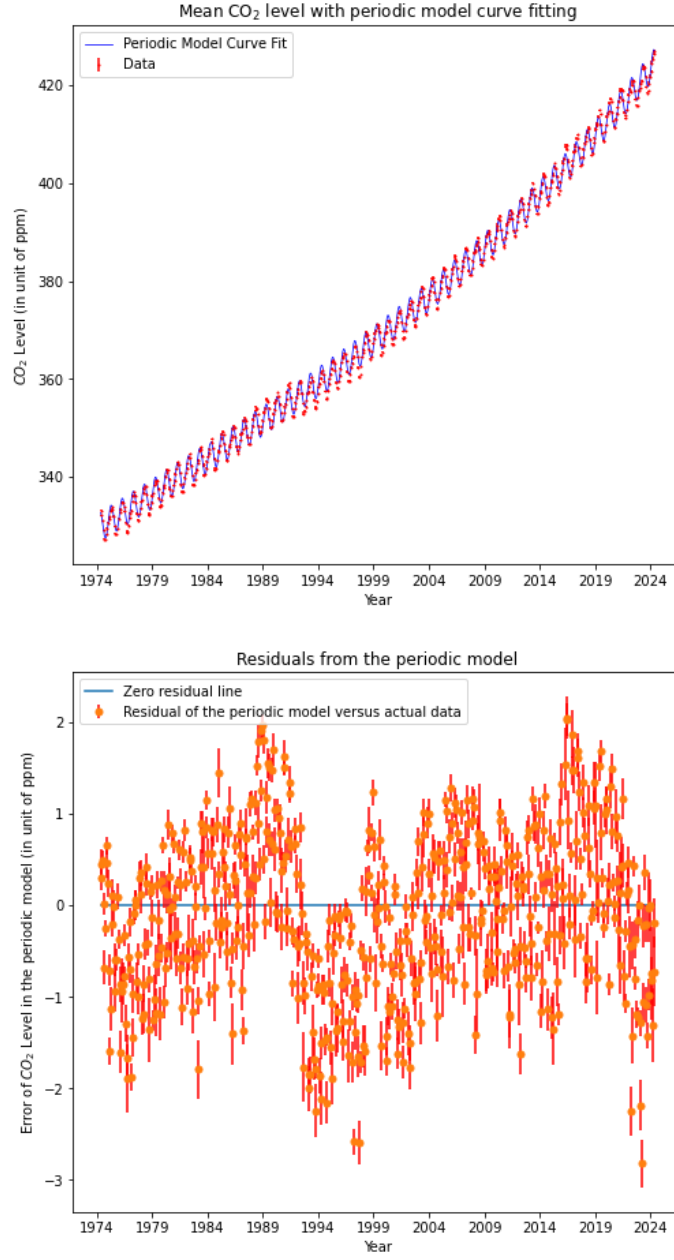 Mean CO₂ level with periodic model curve fitting
Periodic Model Curve Fit
Data
420
400
380
360
340
CO₂ Level (in unit of ppm)
1974 1979 1984 1989 1994 1999 2004 2009 2014 2019 2024
Year
Residuals from the periodic model
Zero residual line
Residual of the periodic model versus actual data
2
1
0
−1
−2
−3
Error of CO₂ Level in the periodic model (in unit of ppm)
1974 1979 1984 1989 1994 1999 2004 2009 2014 2019 2024
Year